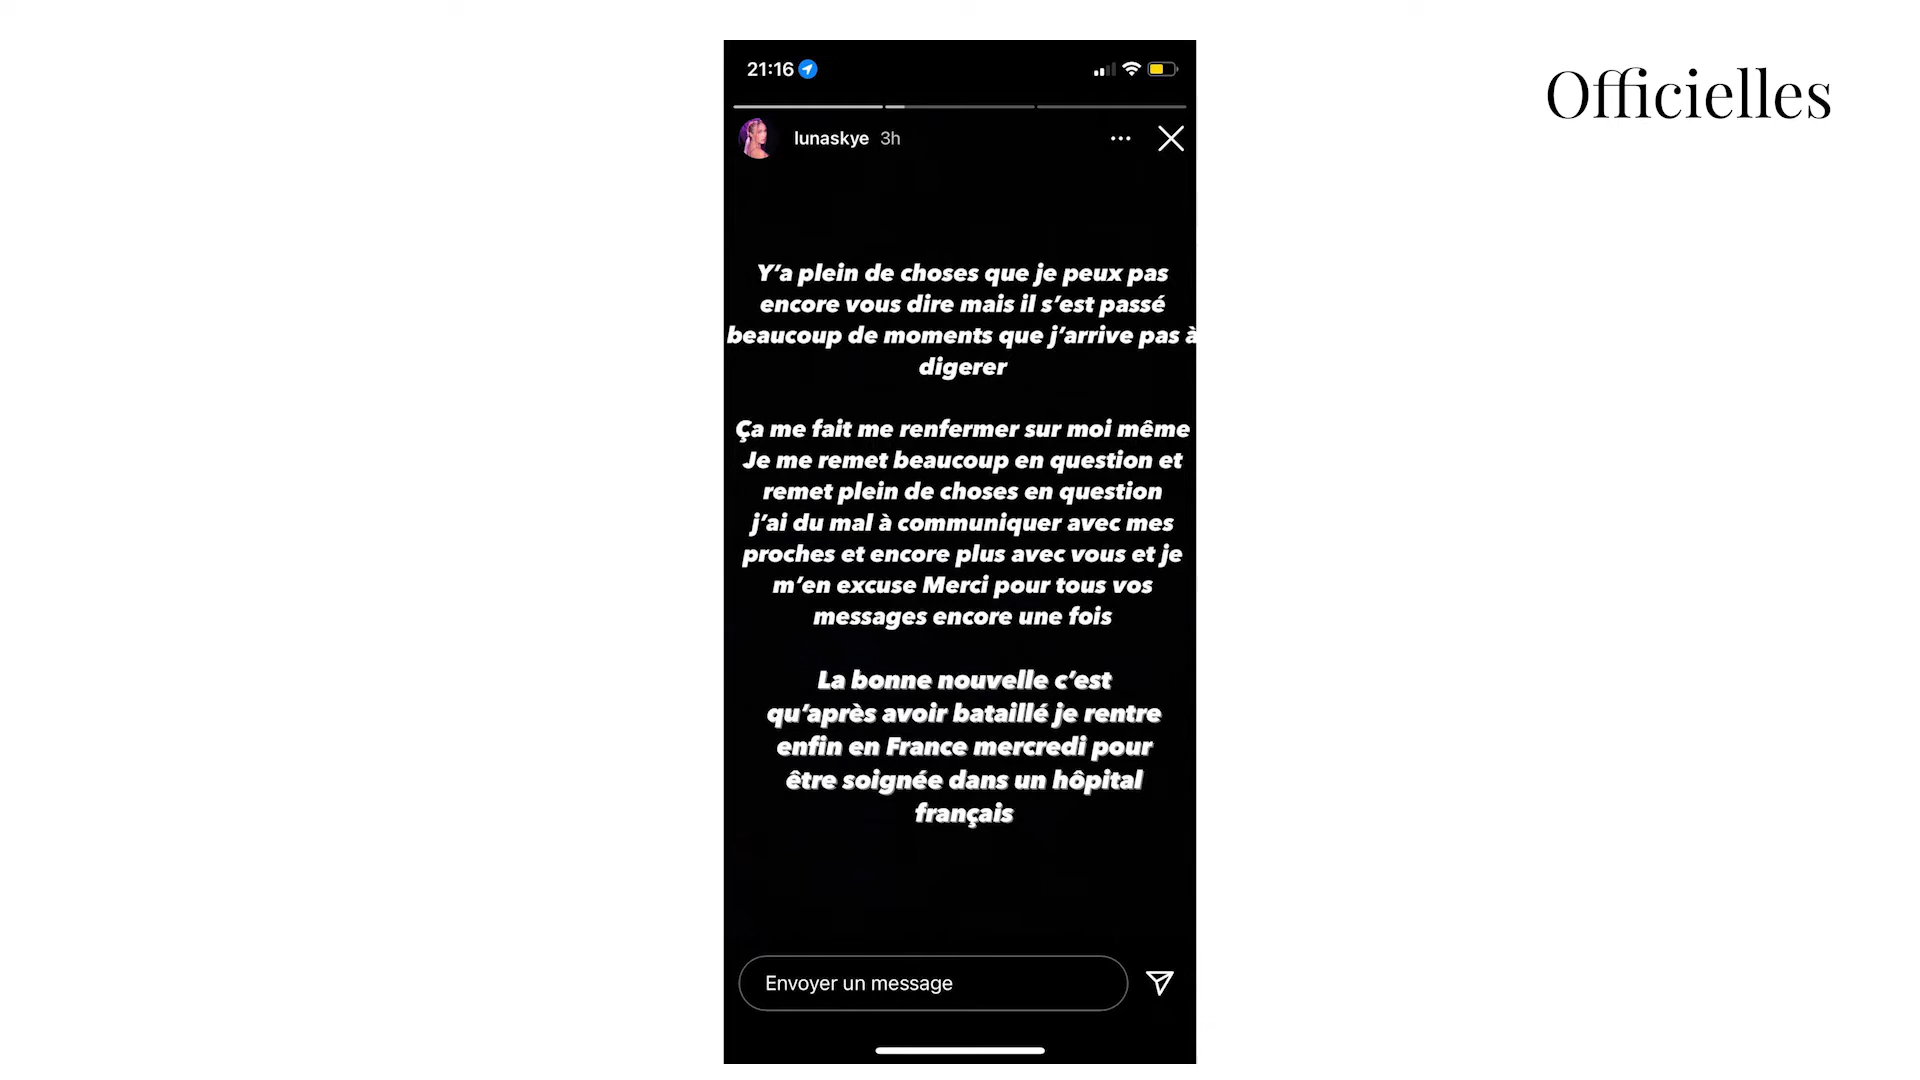 Officielles
21:16
lunaskye 3h
Y'a plein de choses que je peux pas
encore vous dire mais il s'est passé
beaucoup de moments que j'arrive pas à
digerer
Ça me fait me renfermer sur moi même
Je me remet beaucoup en question et
remet plein de choses en question
j'ai du mal à communiquer avec mes
proches et encore plus avec vous et je
m'en excuse Merci pour tous vos
messages encore une fois
La bonne nouvelle c'est
qu'après avoir bataillé je rentre
enfin en France mercredi pour
être soignée dans un hôpital
français
Envoyer un message